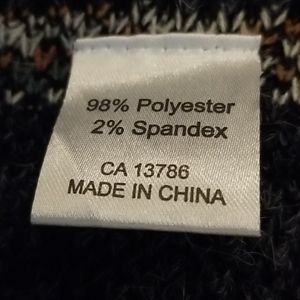 98% Polyester
2% Spandex
CA 13786
MADE IN CHINA